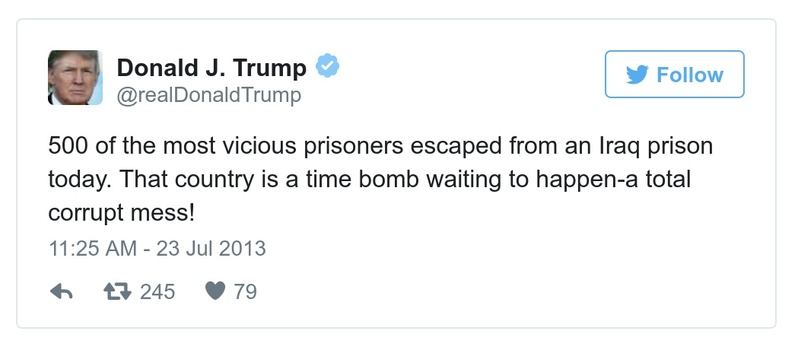 Donald J. Trump
@realDonaldTrump
Follow
500 of the most vicious prisoners escaped from an Iraq prison
today. That country is a time bomb waiting to happen-a total
corrupt mess!
11:25 AM - 23 Jul 2013
245 79